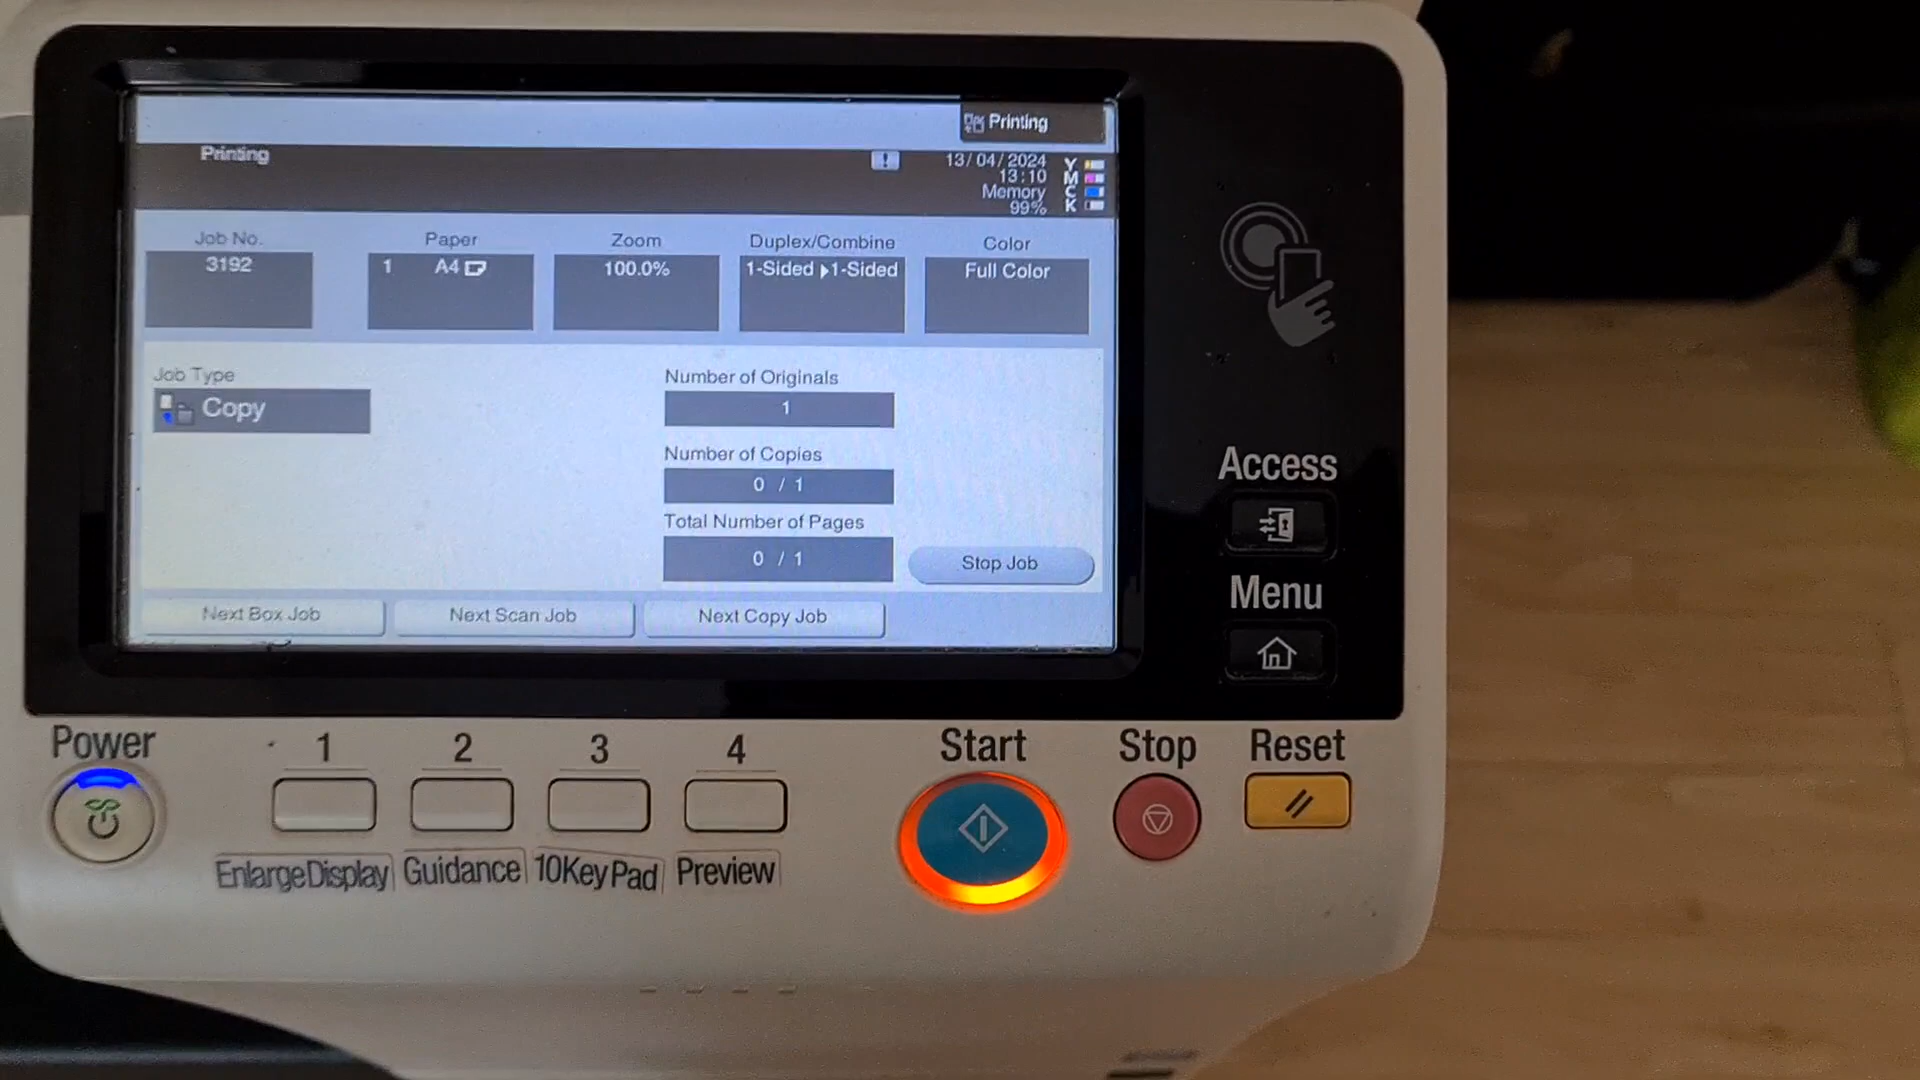 Printing
Printing
!
13/04/2024
13:10
Memory
99%
Y
M
C
K
Job No. Paper Zoom Duplex/Combine Color
3192 1 A4 100.0% 1-Sided ▶1-Sided Full Color
Job Type
Copy
Number of Originals
1
Number of Copies
0 / 1
Total Number of Pages
0 / 1
Stop Job
Next Box Job Next Scan Job Next Copy Job
Access
Menu
Power 1 2 3 4 Start Stop Reset
Enlarge Display Guidance 10Key Pad Preview